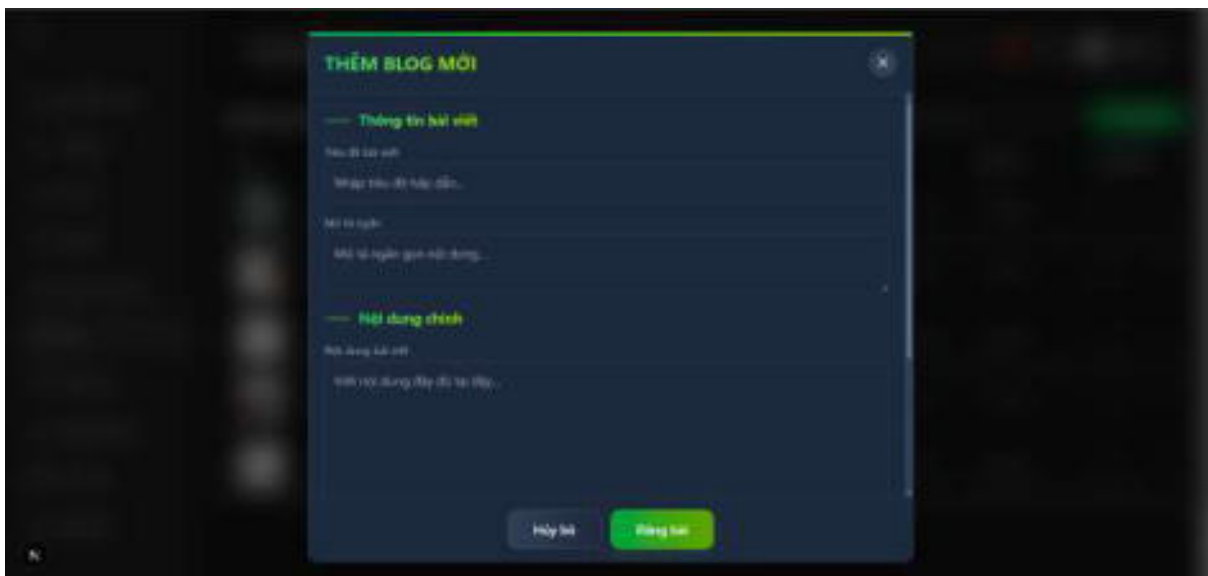 THÊM BLOG MỚI
Thông tin bài viết
Tiêu đề bài viết
Nhập tiêu đề hấp dẫn...
Mô tả ngắn
Mô tả ngắn gọn nội dung...
Nội dung chính
Nội dung bài viết
Viết nội dung đầy đủ tại đây...
Hủy bỏ
Đăng bài